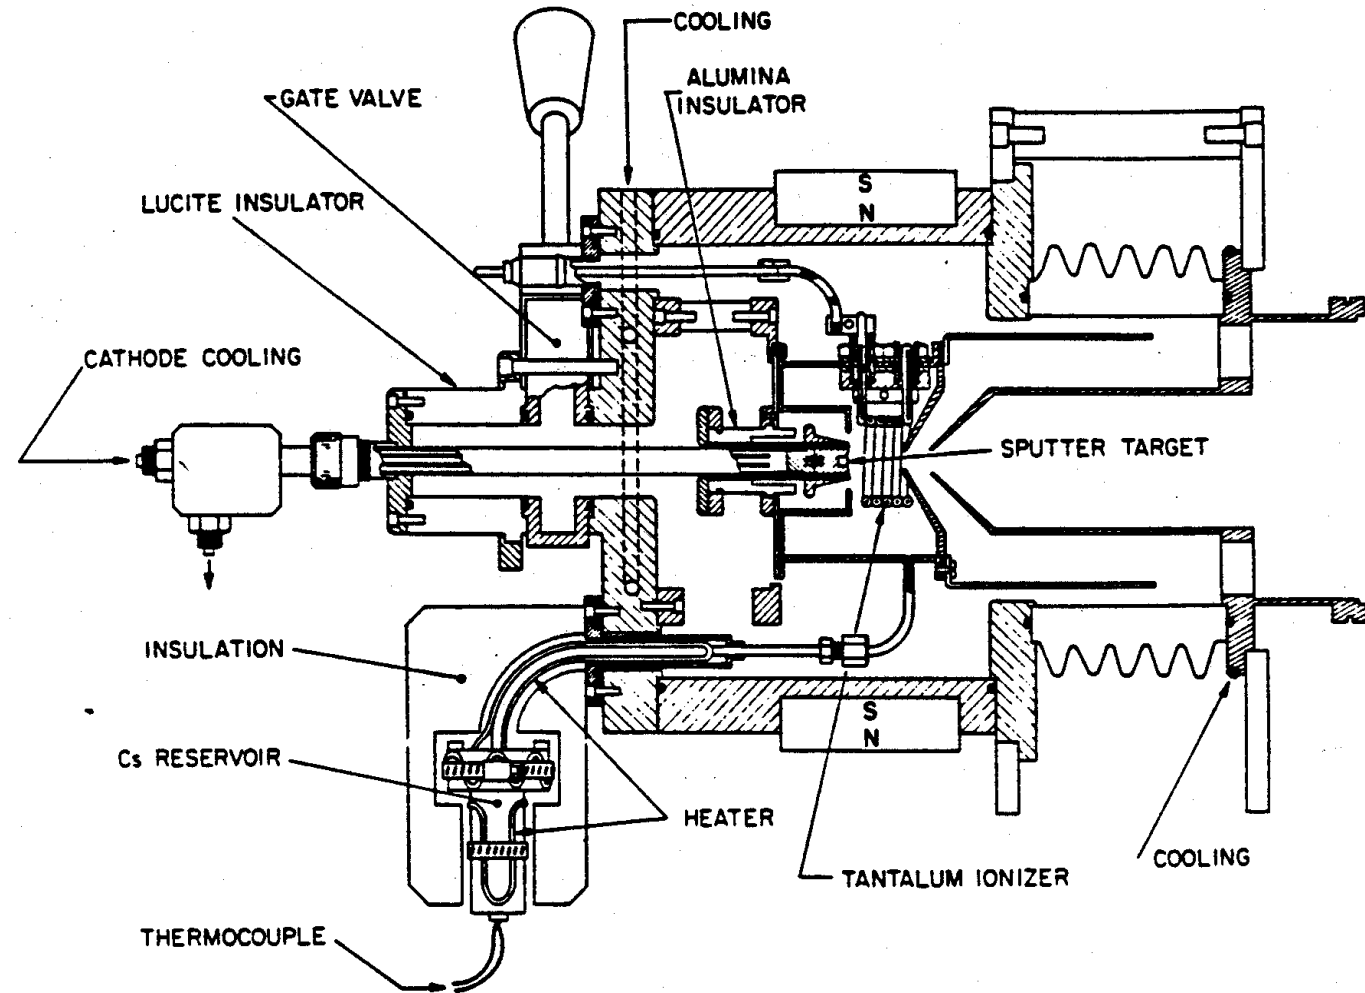 COOLING
ALUMINA
INSULATOR
GATE VALVE
LUCITE INSULATOR
S
N
CATHODE COOLING
SPUTTER TARGET
INSULATION
S
N
Cs RESERVOIR
HEATER
COOLING
TANTALUM IONIZER
THERMOCOUPLE